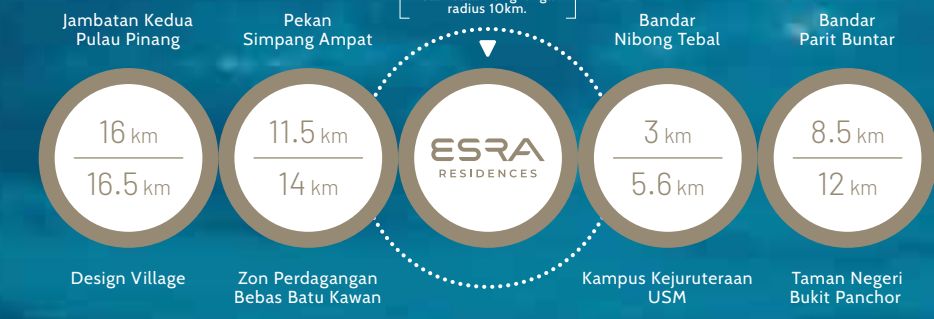 radius 10km.
Jambatan Kedua
Pulau Pinang
Pekan
Simpang Ampat
Bandar
Nibong Tebal
Bandar
Parit Buntar
16 km
16.5 km
11.5 km
14 km
ESRA
RESIDENCES
3 km
5.6 km
8.5 km
12 km
Design Village
Zon Perdagangan
Bebas Batu Kawan
Kampus Kejuruteraan
USM
Taman Negeri
Bukit Panchor